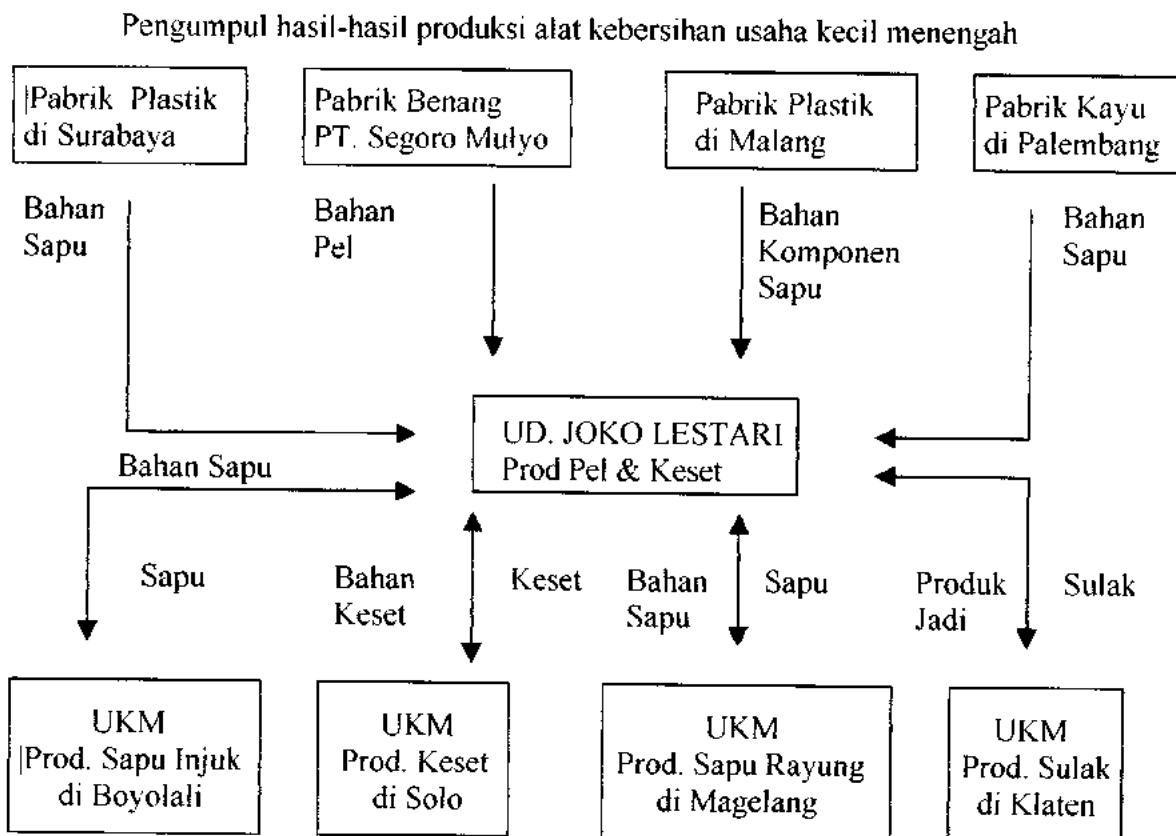 Pengumpul hasil-hasil produksi alat kebersihan usaha kecil menengah
Pabrik Plastik
di Surabaya
Pabrik Benang
PT. Segoro Mulyo
Pabrik Plastik
di Malang
Pabrik Kayu
di Palembang
Bahan
Sapu
Bahan
Pel
Bahan
Komponen
Sapu
Bahan
Sapu
UD. JOKO LESTARI
Prod Pel & Keset
Bahan Sapu
Sapu
Bahan
Keset
Keset
Bahan
Sapu
Sapu
Produk
Jadi
Sulak
UKM
Prod. Sapu Injuk
di Boyolali
UKM
Prod. Keset
di Solo
UKM
Prod. Sapu Rayung
di Magelang
UKM
Prod. Sulak
di Klaten